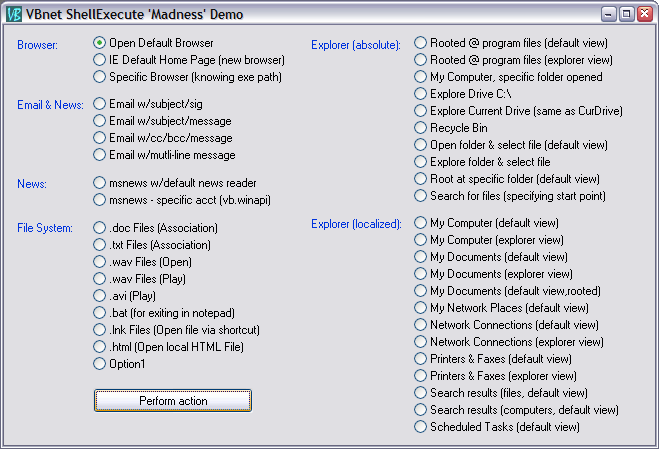 VBnet ShellExecute 'Madness' Demo
Browser:
Open Default Browser
IE Default Home Page (new browser)
Specific Browser (knowing exe path)
Email & News:
Email w/subject/sig
Email w/subject/message
Email w/cc/bcc/message
Email w/mutli-line message
News:
msnews w/default news reader
msnews - specific acct (vb.winapi)
File System:
.doc Files (Association)
.txt Files (Association)
.wav Files (Open)
.wav Files (Play)
.avi (Play)
.bat (for exiting in notepad)
.lnk Files (Open file via shortcut)
.html (Open local HTML File)
Option1
Perform action
Explorer (absolute):
Rooted @ program files (default view)
Rooted @ program files (explorer view)
My Computer, specific folder opened
Explore Drive C:\
Explore Current Drive (same as CurDrive)
Recycle Bin
Open folder & select file (default view)
Explore folder & select file
Root at specific folder (default view)
Search for files (specifying start point)
Explorer (localized):
My Computer (default view)
My Computer (explorer view)
My Documents (default view)
My Documents (explorer view)
My Documents (default view,rooted)
My Network Places (default view)
Network Connections (default view)
Network Connections (explorer view)
Printers & Faxes (default view)
Printers & Faxes (explorer view)
Search results (files, default view)
Search results (computers, default view)
Scheduled Tasks (default view)